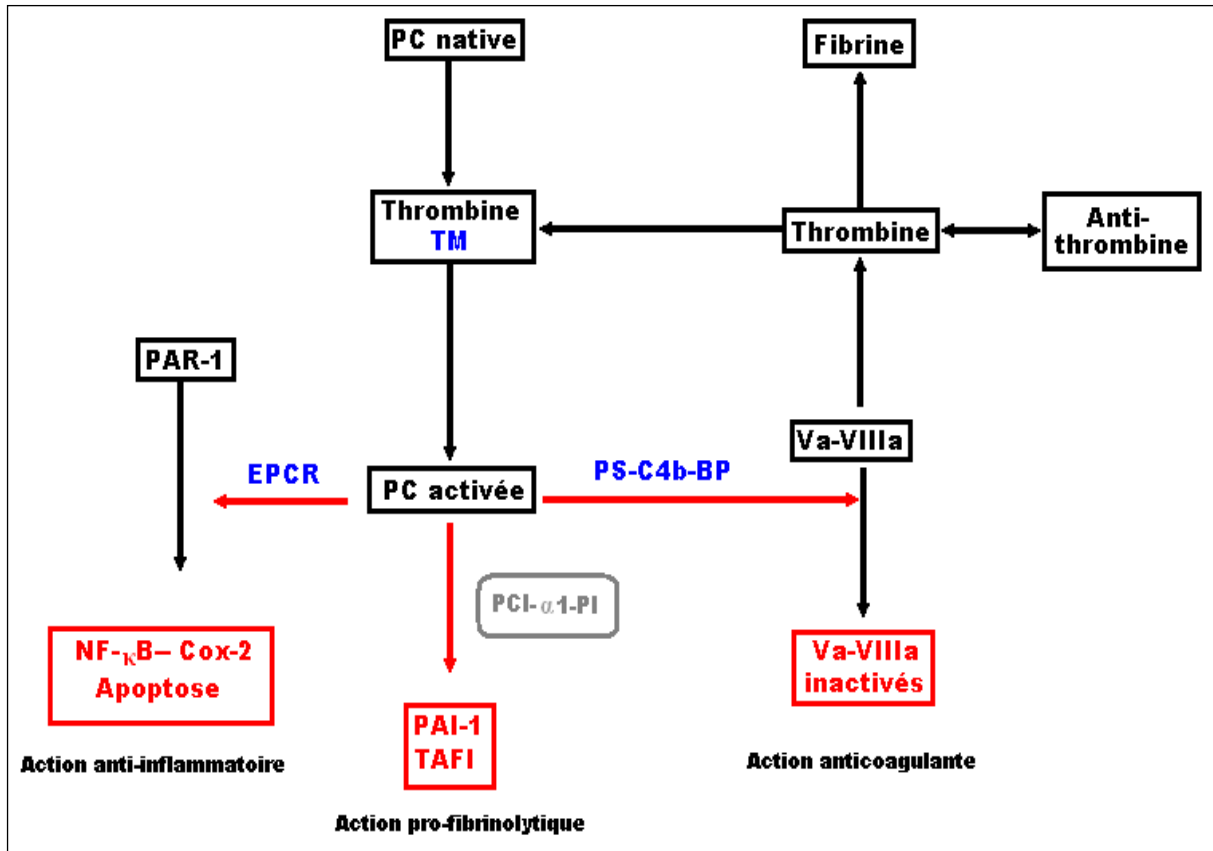 PC native
Fibrine
Thrombine
TM
Thrombine
Anti-
thrombine
PAR-1
Va-VIIIa
EPCR
PC activée
PS-C4b-BP
PCI-α1-PI
NF-κB– Cox-2
Apoptose
Va-VIIIa
inactivés
PAI-1
TAFI
Action anti-inflammatoire
Action anticoagulante
Action pro-fibrinolytique